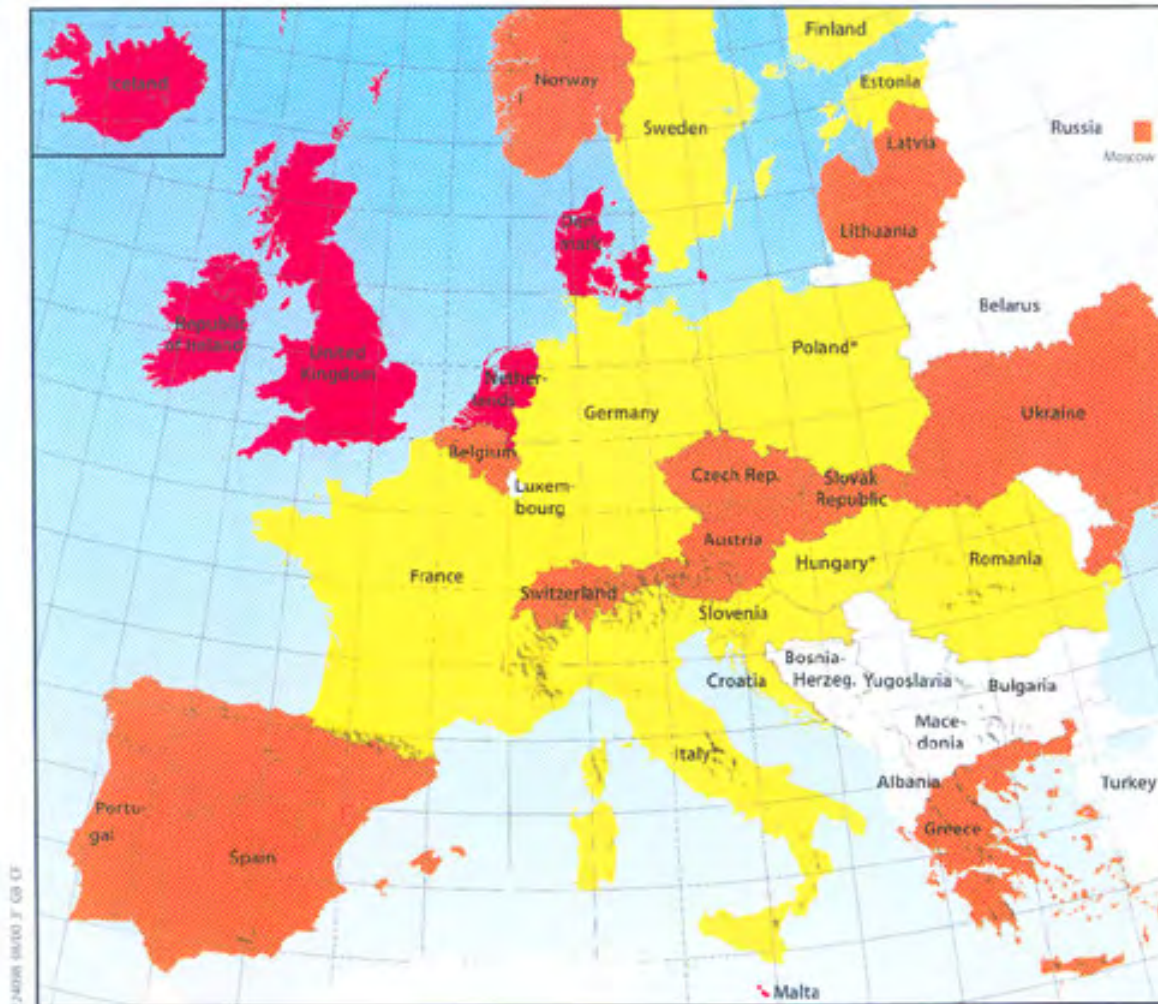 Iceland
Finland
Norway
Estonia
Sweden
Russia
Latvia
Moscow
Den-
mark
Lithuania
Belarus
Republic
of Ireland
United
Kingdom
Nether-
lands
Poland*
Germany
Ukraine
Belgium
Luxem-
bourg
Czech Rep.
Slovak
Republic
Austria
France
Switzerland
Hungary*
Romania
Slovenia
Bosnia-
Herzeg.
Croatia
Yugoslavia
Bulgaria
Mace-
donia
Italy
Albania
Turkey
Portu-
gal
Spain
Greece
Malta